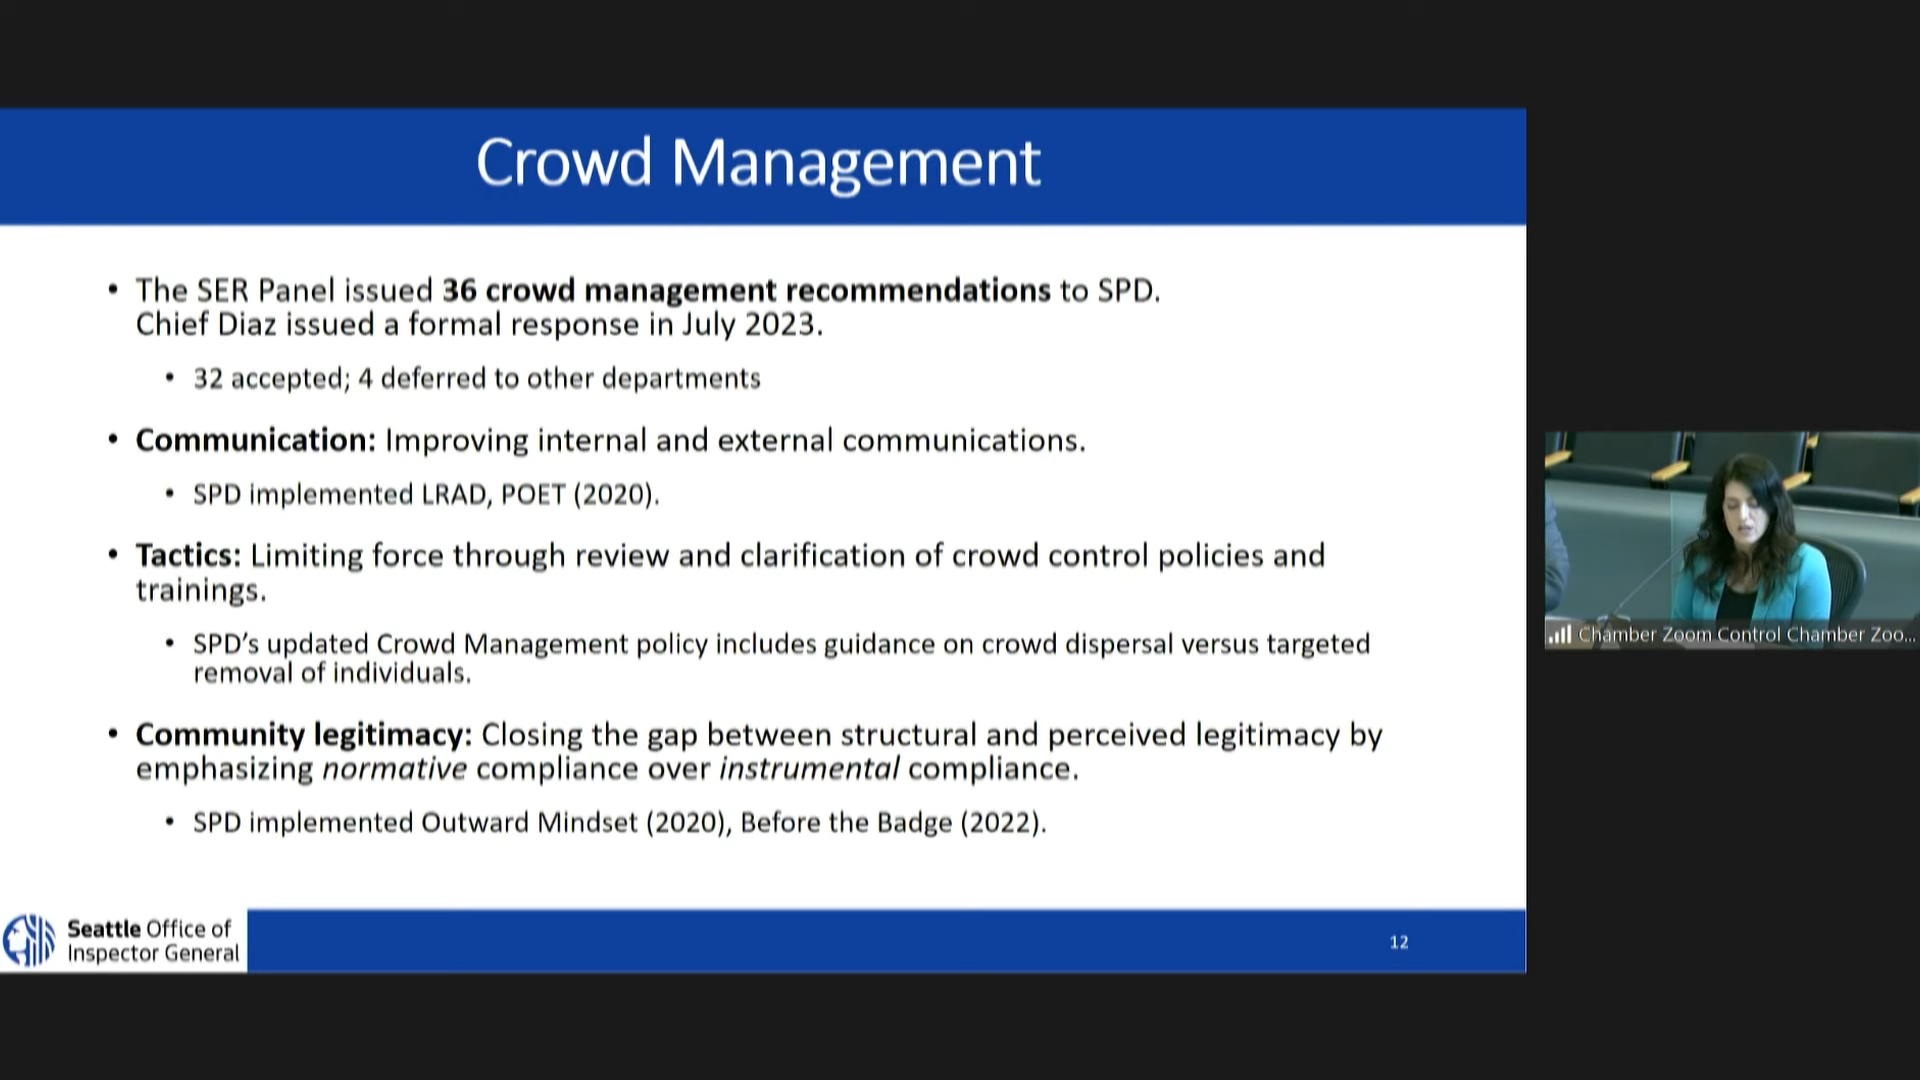 Crowd Management
• The SER Panel issued 36 crowd management recommendations to SPD.
Chief Diaz issued a formal response in July 2023.
• 32 accepted; 4 deferred to other departments
• Communication: Improving internal and external communications.
• SPD implemented LRAD, POET (2020).
• Tactics: Limiting force through review and clarification of crowd control policies and
trainings.
• SPD’s updated Crowd Management policy includes guidance on crowd dispersal versus targeted
removal of individuals.
• Community legitimacy: Closing the gap between structural and perceived legitimacy by
emphasizing normative compliance over instrumental compliance.
• SPD implemented Outward Mindset (2020), Before the Badge (2022).
Seattle Office of
Inspector General
12
Chamber Zoom Control Chamber Zoo...